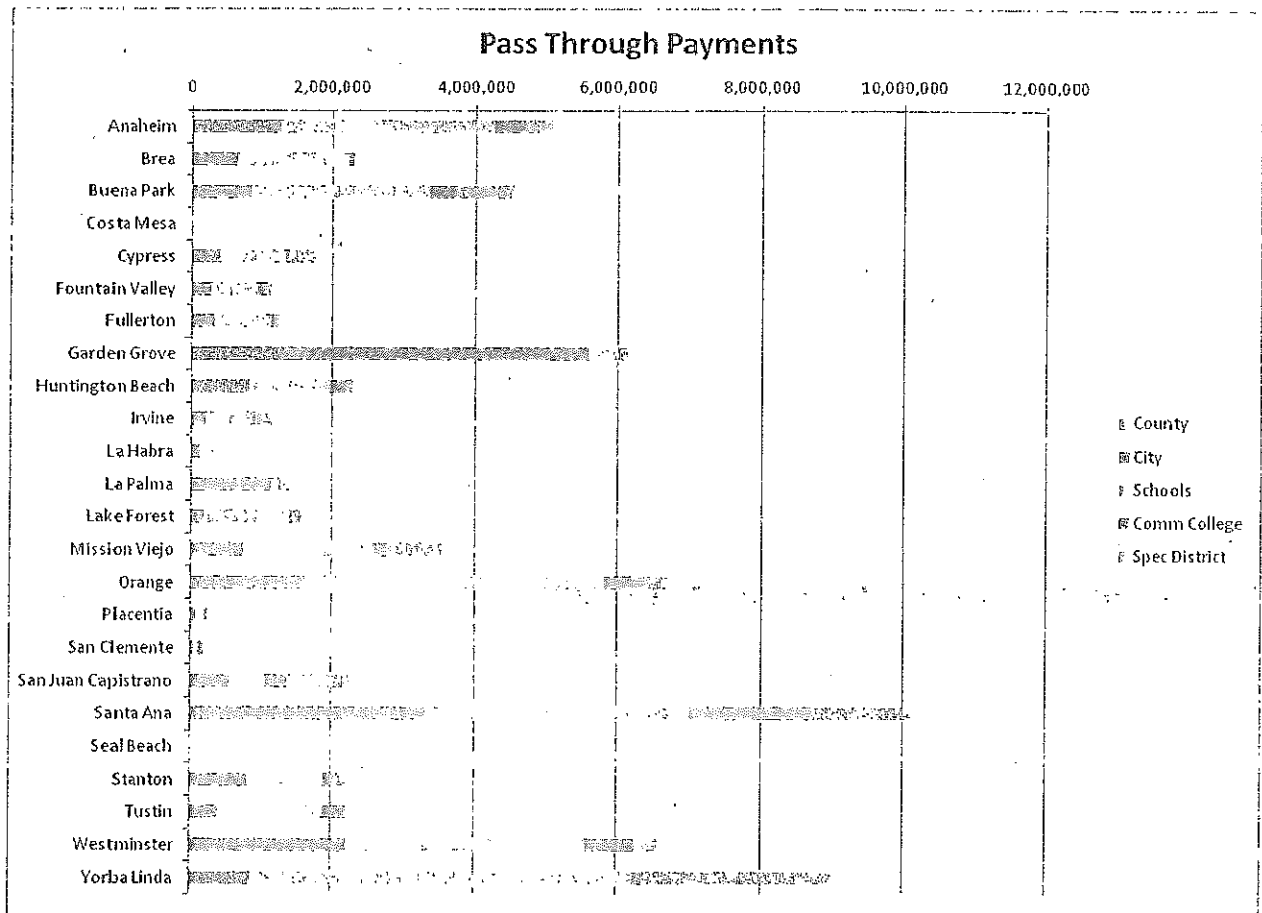 Pass Through Payments
0 2,000,000 4,000,000 6,000,000 8,000,000 10,000,000 12,000,000
Anaheim
Brea
Buena Park
Costa Mesa
Cypress
Fountain Valley
Fullerton
Garden Grove
Huntington Beach
Irvine
La Habra
La Palma
Lake Forest
Mission Viejo
Orange
Placentia
San Clemente
San Juan Capistrano
Santa Ana
Seal Beach
Stanton
Tustin
Westminster
Yorba Linda
County
City
Schools
Comm College
Spec District